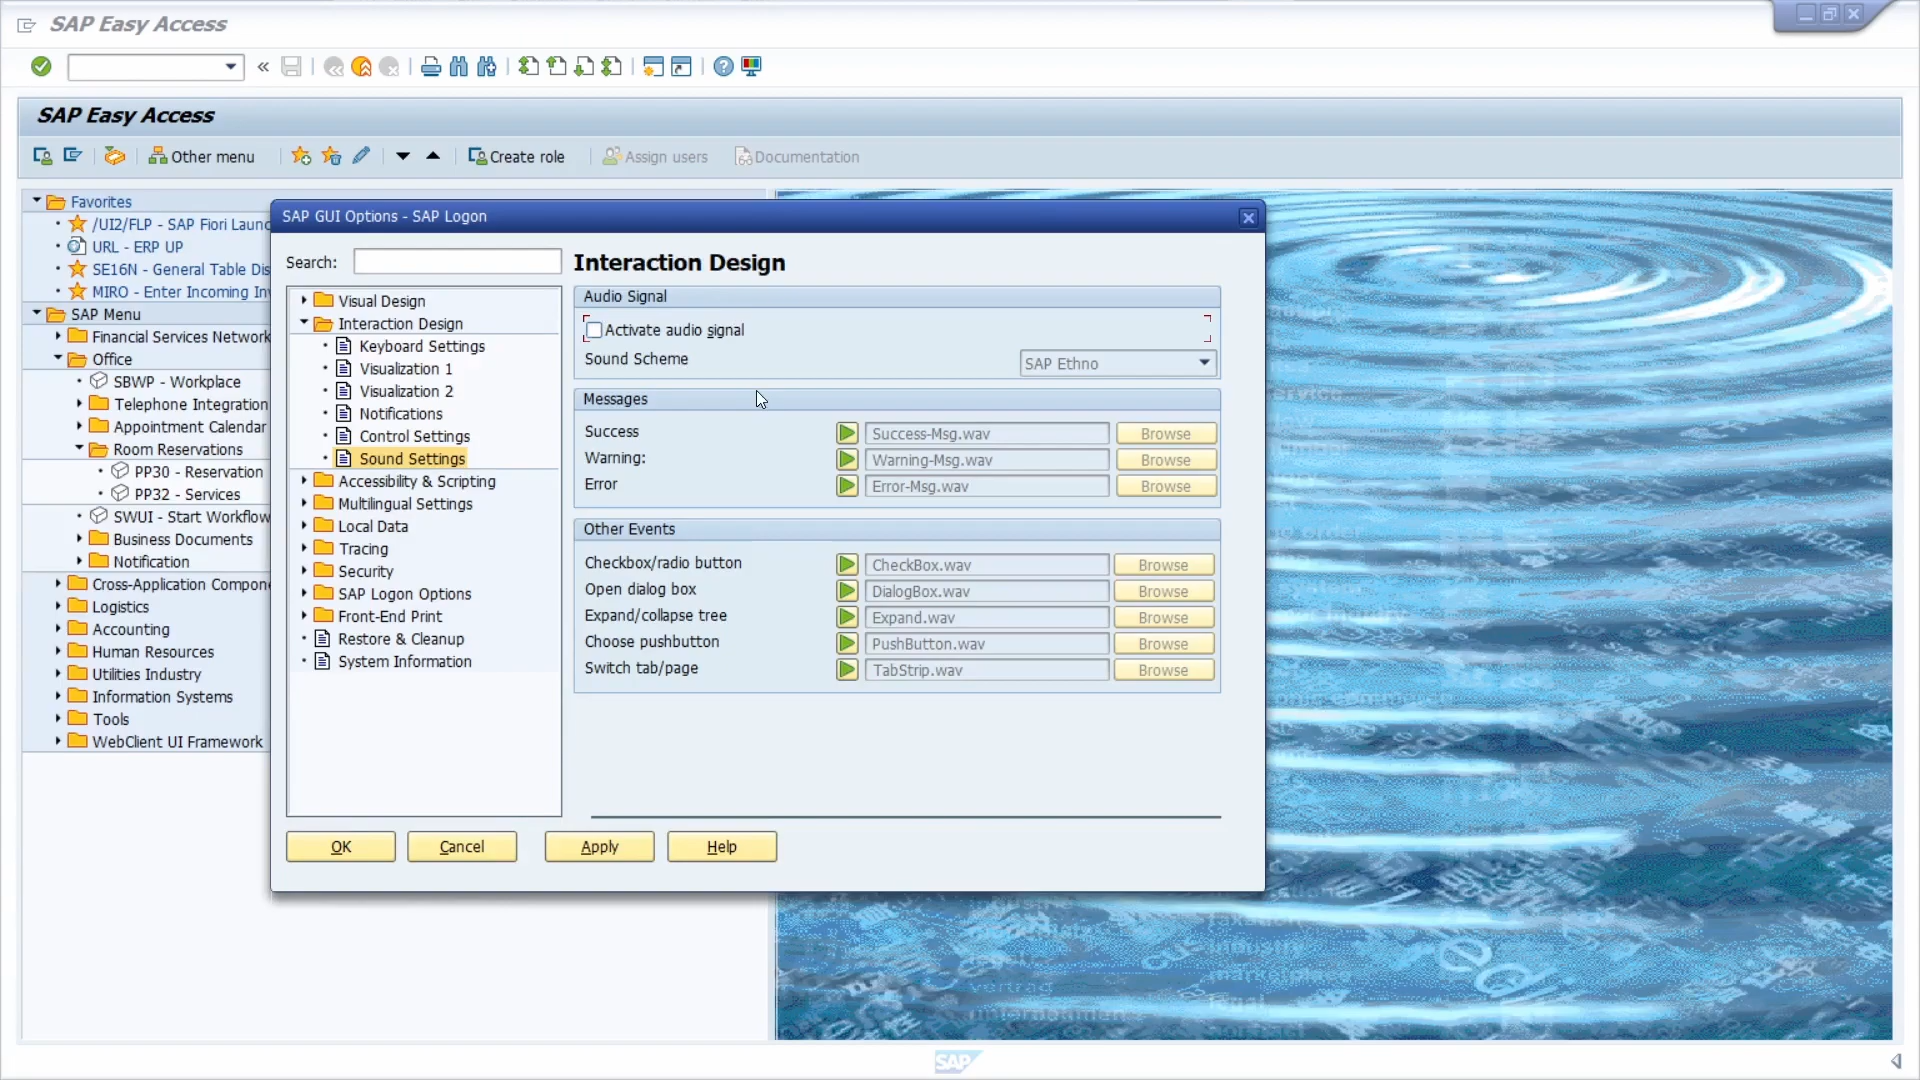 SAP Easy Access
SAP Easy Access
Other menu
Create role
Assign users
Documentation
Favorites
/UI2/FLP - SAP Fiori Laun
URL - ERP UP
SE16N - General Table Dis
MIRO - Enter Incoming In
SAP Menu
Financial Services Network
Office
SBWP - Workplace
Telephone Integration
Appointment Calendar
Room Reservations
PP30 - Reservation
PP32 - Services
SWUI - Start Workflow
Business Documents
Notification
Cross-Application Compone
Logistics
Accounting
Human Resources
Utilities Industry
Information Systems
Tools
WebClient UI Framework
SAP GUI Options - SAP Logon
Search:
Visual Design
Interaction Design
Keyboard Settings
Visualization 1
Visualization 2
Notifications
Control Settings
Sound Settings
Accessibility & Scripting
Multilingual Settings
Local Data
Tracing
Security
SAP Logon Options
Front-End Print
Restore & Cleanup
System Information
Interaction Design
Audio Signal
Activate audio signal
Sound Scheme SAP Ethno
Messages
Success Success-Msg.wav Browse
Warning: Warning-Msg.wav Browse
Error Error-Msg.wav Browse
Other Events
Checkbox/radio button CheckBox.wav Browse
Open dialog box DialogBox.wav Browse
Expand/collapse tree Expand.wav Browse
Choose pushbutton PushButton.wav Browse
Switch tab/page TabStrip.wav Browse
OK Cancel Apply Help
vertrag
SAP